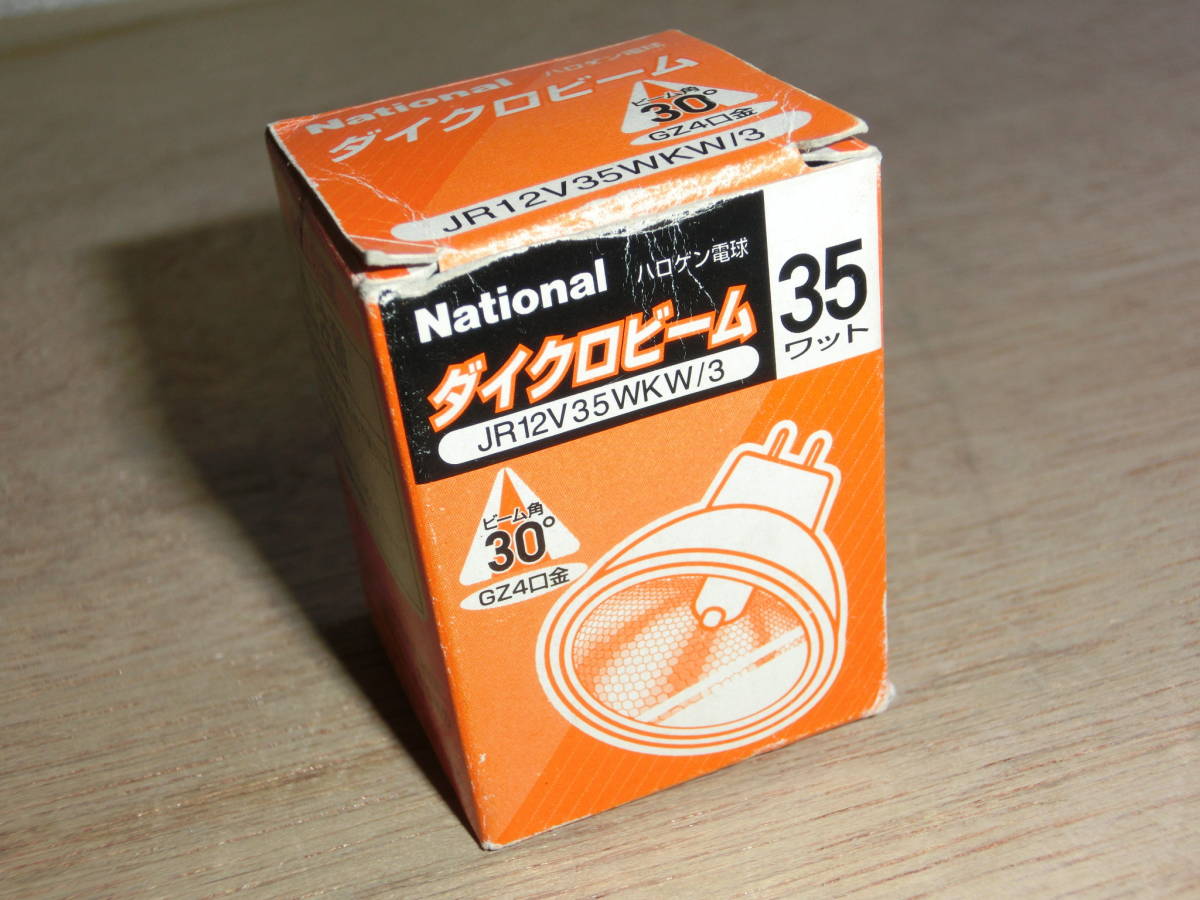 National ハロゲン電球
ダイクロビーム
ビーム角
30°
GZ4口金
JR12V35WKW/3
National ハロゲン電球
ダイクロビーム
JR12V35WKW/3
35
ワット
ビーム角
30°
GZ4口金